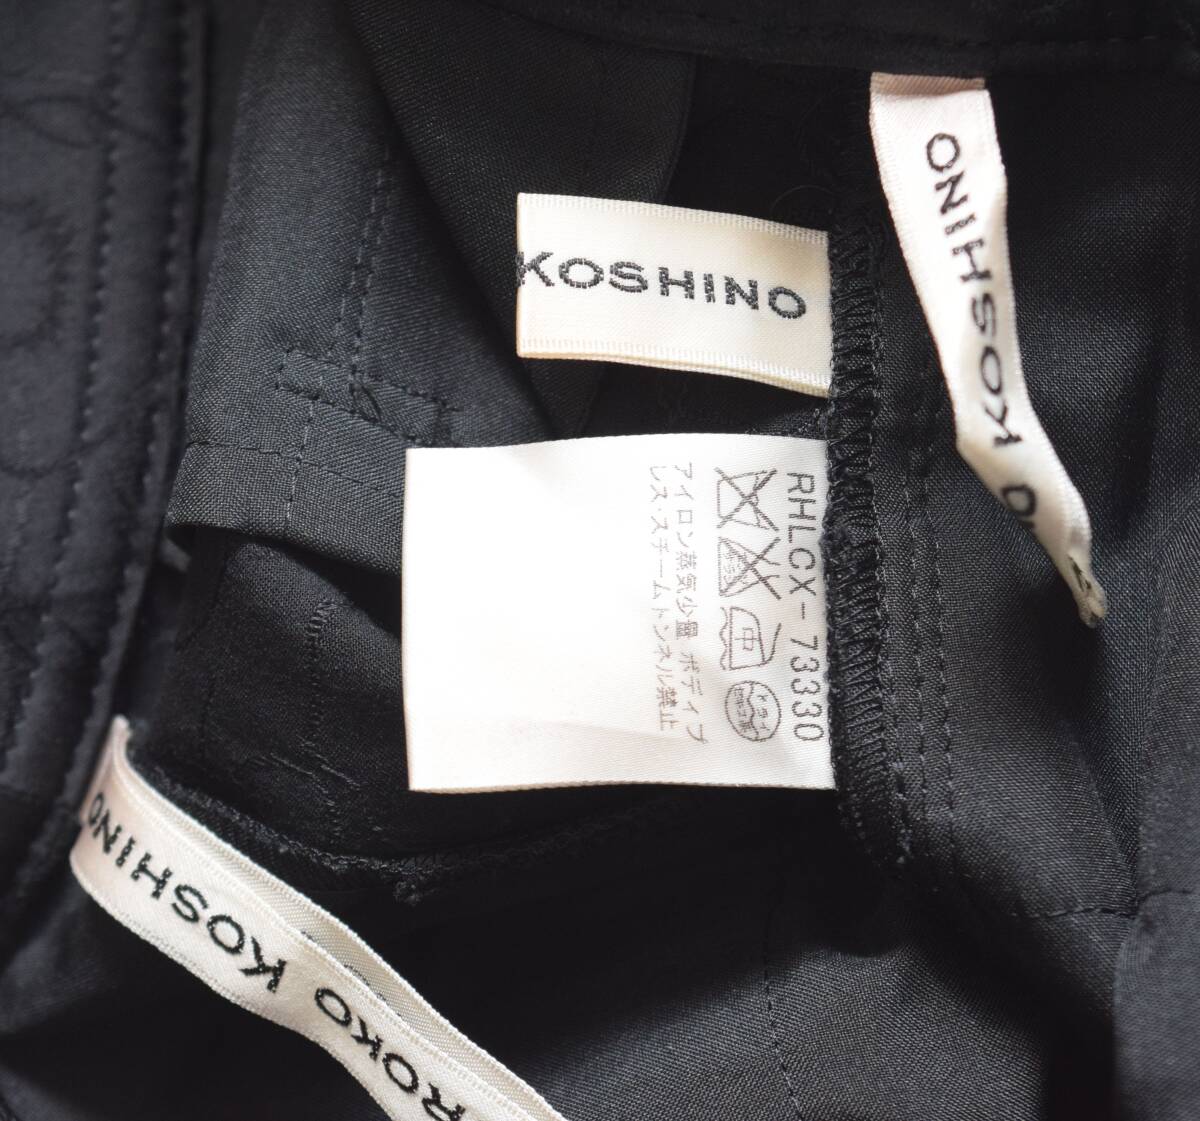 KOSHINO
KOSHINO
RHLCX-73330
アイロン蒸気少量 ボディプ
レス・スチームトンネル禁止
ROKO KOSHINO